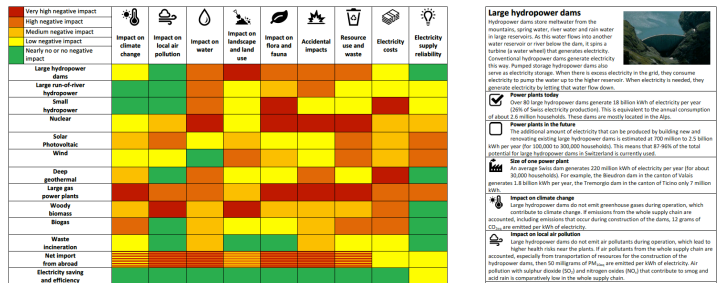 Very high negative impact
High negative impact
Medium negative impact
Low negative impact
Nearly no or no negative
impact
Impact on
climate
change
Impact on
local air
pollution
Impact on
water
Impact on
landscape
and land
use
Impact on
flora and
fauna
Accidental
impacts
Resource
use and
waste
Electricity
costs
Electricity
supply
reliability
Large hydropower
dams
Large run-of-river
hydropower
Small
hydropower
Nuclear
Solar
Photovoltaic
Wind
Deep
geothermal
Large gas
power plants
Woody
biomass
Biogas
Waste
incineration
Net import
from abroad
Electricity saving
and efficiency
Large hydropower dams
Hydropower dams store meltwater from the
mountains, spring water, river water and rain water
in large reservoirs. As this water flows into another
water reservoir or river below the dam, it spins a
turbine (a water wheel) that generates electricity.
Conventional hydropower dams generate electricity
this way. Pumped storage hydropower dams also
serve as electricity storage. When there is excess electricity in the grid, they consume
electricity to pump the water up to the higher reservoir. When electricity is needed, they
generate electricity by letting that water flow down.
Power plants today
Over 80 large hydropower dams generate 18 billion kWh of electricity per year
(26% of Swiss electricity production). This is equivalent to the annual consumption
of about 2.6 million households. These dams are mostly located in the Alps.
Power plants in the future
The additional amount of electricity that can be produced by building new and
renovating existing large hydropower dams is estimated at 700 million to 2.5 billion
kWh per year (for 100,000 to 300,000 households). This means that 87-96% of the total
potential for large hydropower dams in Switzerland is currently used.
Size of one power plant
An average Swiss dam generates 220 million kWh of electricity per year (for about
30,000 households). For example, the Bieudron dam in the canton of Valais
generates 1.8 billion kWh per year, the Tremorgio dam in the canton of Ticino only 7 million
kWh.
Impact on climate change
Large hydropower dams do not emit greenhouse gases during operation, which
contribute to climate change. If emissions from the whole supply chain are
accounted, including emissions that occur during construction of the dams, 12 grams of
CO2eq are emitted per kWh of electricity.
Impact on local air pollution
Large hydropower dams do not emit air pollutants during operation, which lead to
higher health risks near the plants. If air pollutants from the whole supply chain are
accounted, especially from transportation of resources for the construction of the
hydropower dams, then 50 milligrams of PM10eq are emitted per kWh of electricity. Air
pollution with sulphur dioxide (SO2) and nitrogen oxides (NOx) that contribute to smog and
acid rain is comparatively low in the whole supply chain.